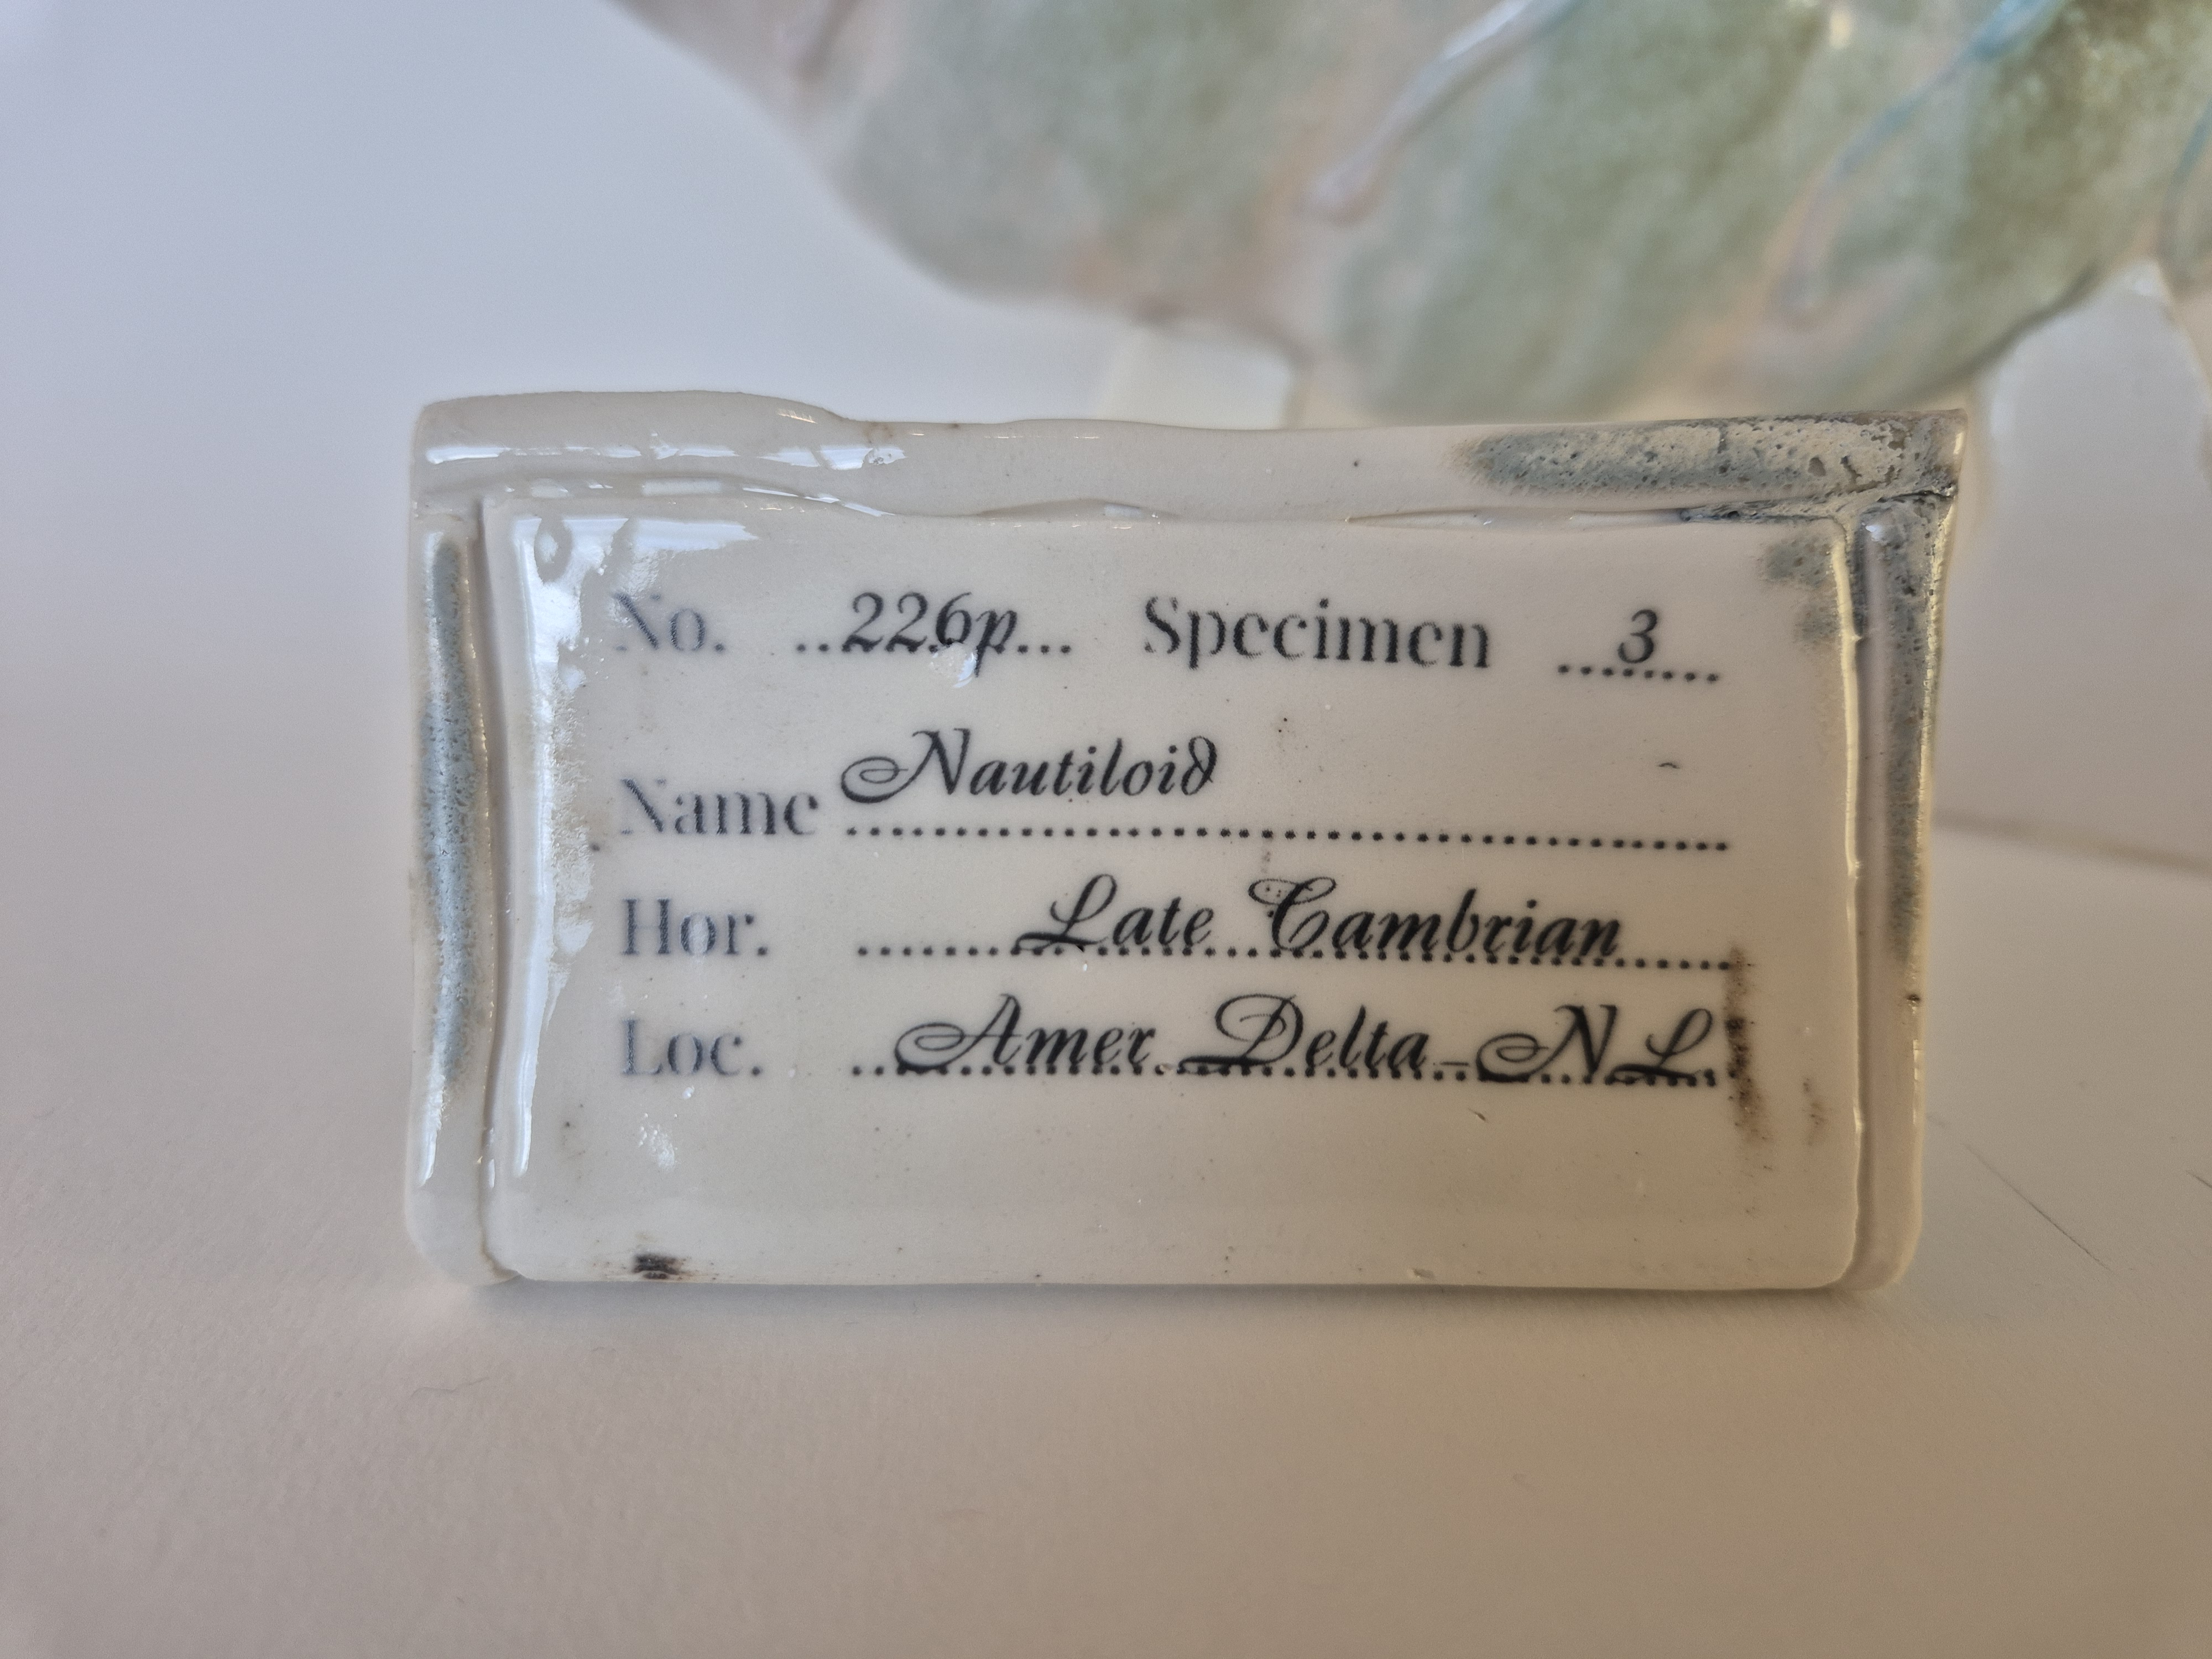 No. ..226p... Specimen ...3....
Name Nautiloid
Hor. Late Cambrian
Loc. Amer Delta - NL